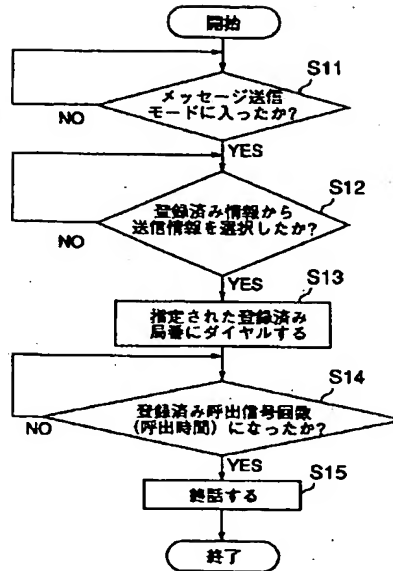 開始
S11
メッセージ送信
モードに入ったか?
NO
YES
S12
登録済み情報から
送信情報を選択したか?
NO
YES
S13
指定された登録済み
局番にダイヤルする
S14
登録済み呼出信号回数
(呼出時間)になったか?
NO
YES
S15
終話する
終了